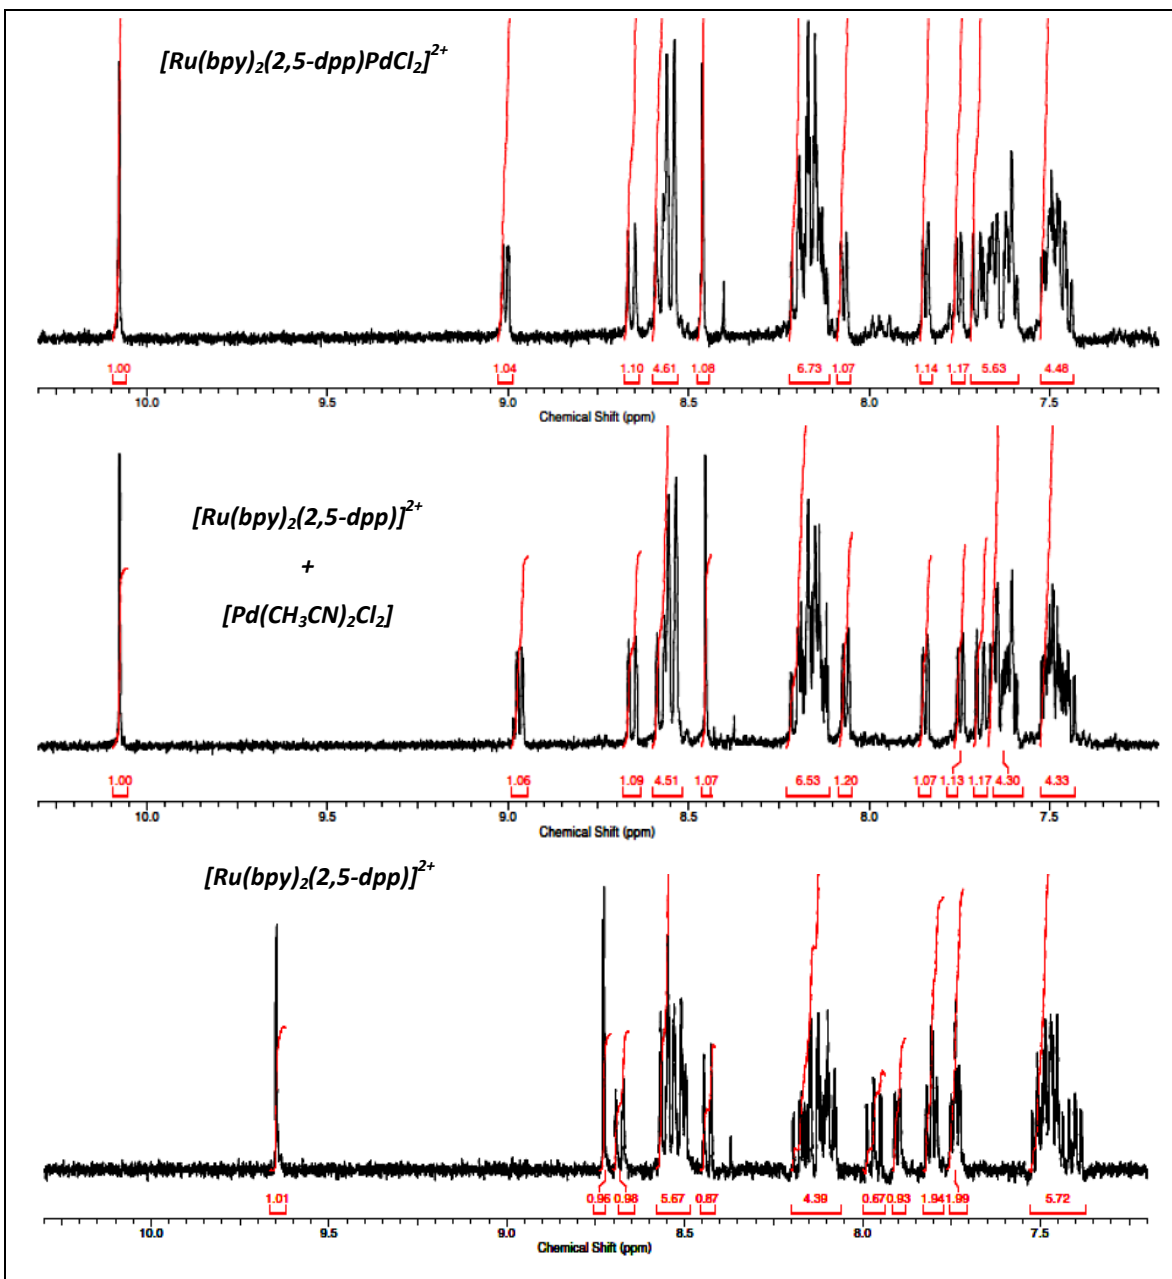 [Ru(bpy)2(2,5-dpp)PdCl2]2+
1.00 1.04 1.10 4.61 1.08 6.73 1.07 1.14 1.17 5.63 4.48
10.0 9.5 9.0 8.5 8.0 7.5
Chemical Shift (ppm)
[Ru(bpy)2(2,5-dpp)]2+
+
[Pd(CH3CN)2Cl2]
1.00 1.06 1.09 4.51 1.07 6.53 1.20 1.07 1.13 1.17 4.30 4.33
10.0 9.5 9.0 8.5 8.0 7.5
Chemical Shift (ppm)
[Ru(bpy)2(2,5-dpp)]2+
1.01 0.96 0.98 5.67 0.87 4.39 0.67 0.93 1.94 1.99 5.72
10.0 9.5 9.0 8.5 8.0 7.5
Chemical Shift (ppm)